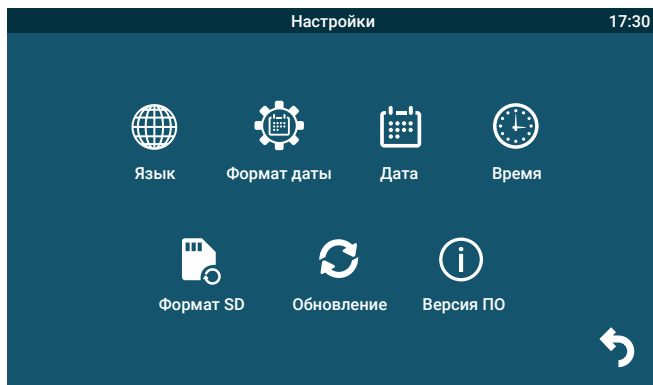 Настройки 17:30
Язык Формат даты Дата Время
Формат SD Обновление Версия ПО